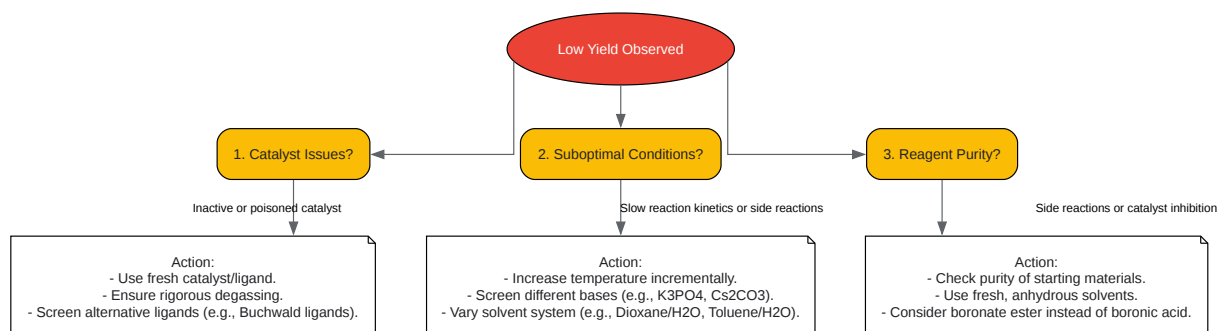 Low Yield Observed
1. Catalyst Issues?
2. Suboptimal Conditions?
3. Reagent Purity?
Inactive or poisoned catalyst
Slow reaction kinetics or side reactions
Side reactions or catalyst inhibition
Action:
- Use fresh catalyst/ligand.
- Ensure rigorous degassing.
- Screen alternative ligands (e.g., Buchwald ligands).
Action:
- Increase temperature incrementally.
- Screen different bases (e.g., K3PO4, Cs2CO3).
- Vary solvent system (e.g., Dioxane/H2O, Toluene/H2O).
Action:
- Check purity of starting materials.
- Use fresh, anhydrous solvents.
- Consider boronate ester instead of boronic acid.